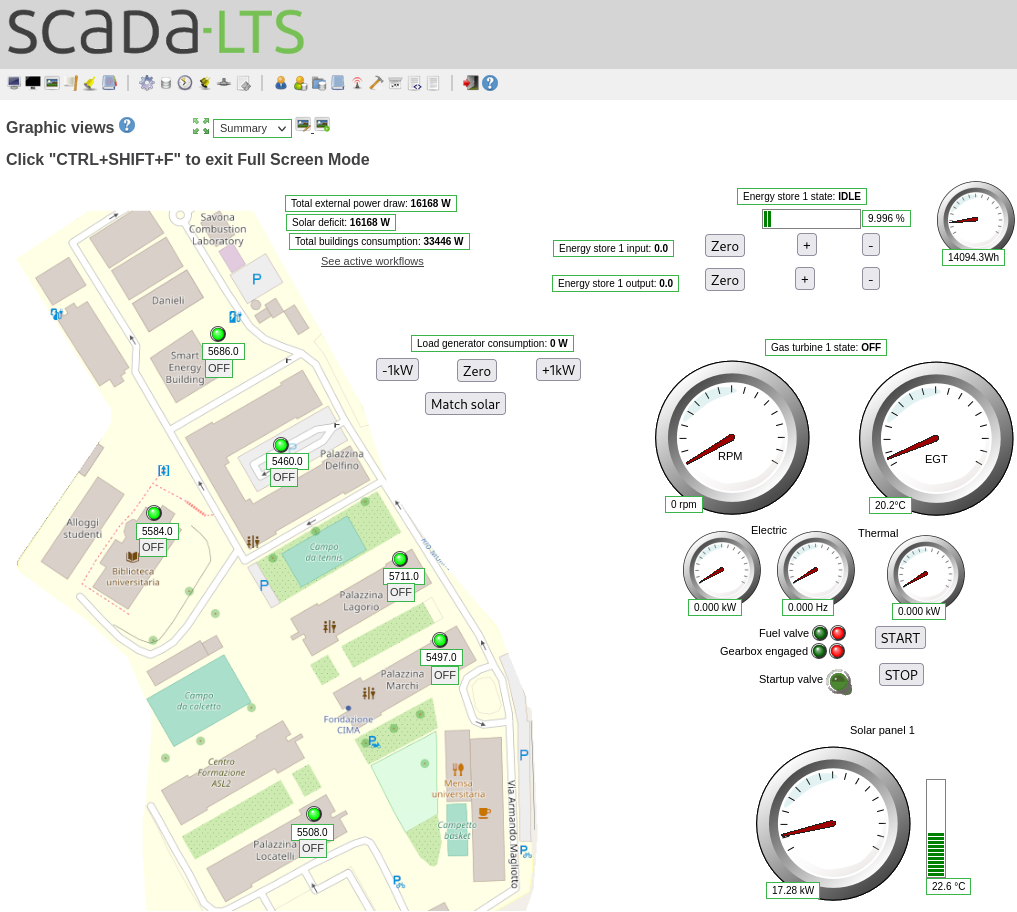 SCADA-LTS
Graphic views
Summary
Click "CTRL+SHIFT+F" to exit Full Screen Mode
Total external power draw: 16168 W
Solar deficit: 16168 W
Total buildings consumption: 33446 W
See active workflows
Energy store 1 state: IDLE
9.996 %
14094.3Wh
Energy store 1 input: 0.0
Zero
+
-
Energy store 1 output: 0.0
Zero
+
-
Load generator consumption: 0 W
-1kW
Zero
+1kW
Match solar
Gas turbine 1 state: OFF
RPM
0 rpm
EGT
20.2°C
Electric
Thermal
0.000 kW
0.000 Hz
0.000 kW
Fuel valve
Gearbox engaged
Startup valve
START
STOP
Solar panel 1
17.28 kW
22.6 °C
Savona
Combustion
Laboratory
P
Danieli
Smart
Energy
Building
5686.0
OFF
5460.0
OFF
Palazzina
Delfino
Alloggi
studenti
5584.0
OFF
Biblioteca
universitaria
Campo
da tennis
P
5711.0
OFF
Palazzina
Lagorio
5497.0
OFF
Palazzina
Marchi
Campo
da calcetto
Fondazione
CIMA
P
Centro
Formazione
ASL2
P
Mensa
universitaria
Via Armando Magliotto
Campetto
basket
5508.0
OFF
Palazzina
Locatelli
P
P